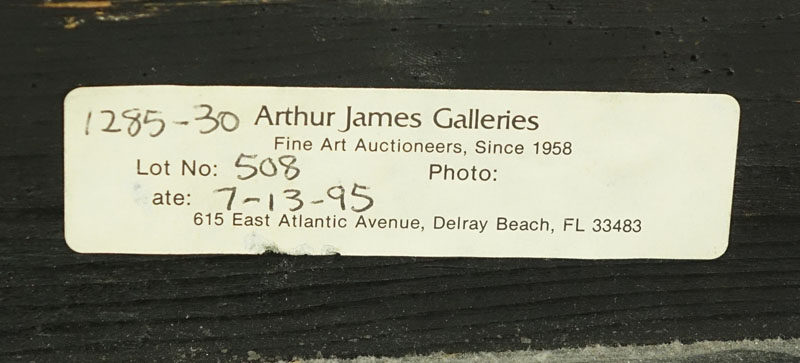 1285-30 Arthur James Galleries
Fine Art Auctioneers, Since 1958
Lot No: 508 Photo:
ate: 7-13-95
615 East Atlantic Avenue, Delray Beach, FL 33483